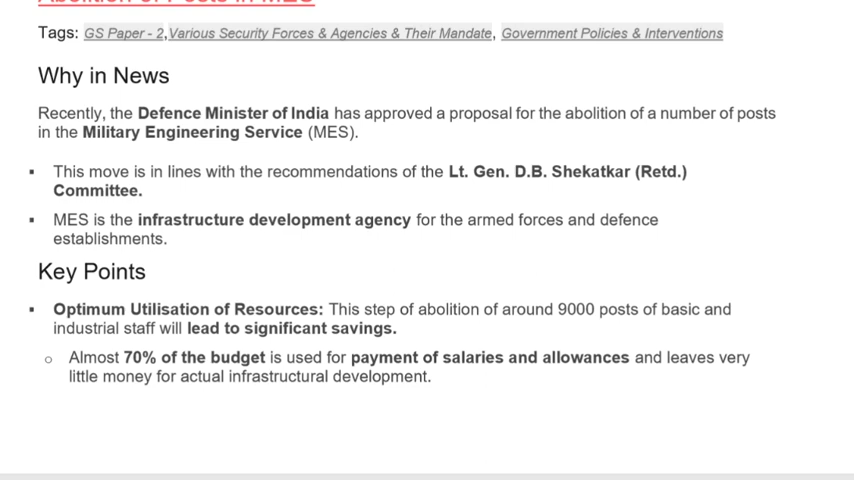 Abolition of Posts in MES
Tags: GS Paper - 2, Various Security Forces & Agencies & Their Mandate, Government Policies & Interventions
Why in News
Recently, the Defence Minister of India has approved a proposal for the abolition of a number of posts
in the Military Engineering Service (MES).
▪ This move is in lines with the recommendations of the Lt. Gen. D.B. Shekatkar (Retd.)
Committee.
▪ MES is the infrastructure development agency for the armed forces and defence
establishments.
Key Points
▪ Optimum Utilisation of Resources: This step of abolition of around 9000 posts of basic and
industrial staff will lead to significant savings.
o Almost 70% of the budget is used for payment of salaries and allowances and leaves very
little money for actual infrastructural development.